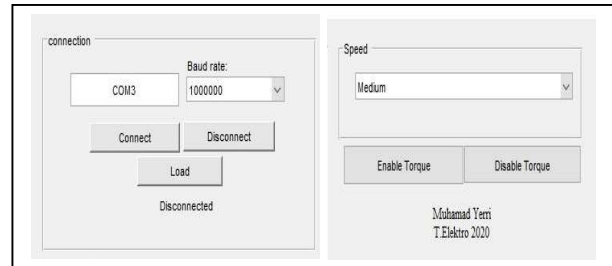 connection
Baud rate:
COM3
1000000
Connect
Disconnect
Load
Disconnected
Speed
Medium
Enable Torque
Disable Torque
Muhamad Yerri
T.Elektro 2020